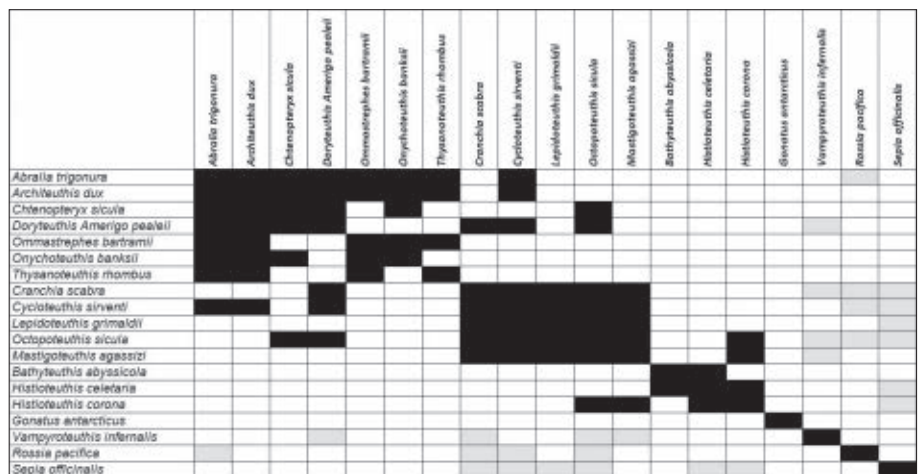 Abralia trigonura
Architeuthis dux
Chtenopteryx sicula
Doryteuthis Amerigo pealeii
Ommastrephes bartramii
Onychoteuthis banksii
Thysanoteuthis rhombus
Cranchia scabra
Cycloteuthis sirventi
Lepidoteuthis grimaldii
Octopoteuthis sicula
Mastigoteuthis agassizi
Bathyteuthis abyssicola
Histioteuthis celetaria
Histioteuthis corona
Gonatus antarcticus
Vampyroteuthis infernalis
Rossia pacifica
Sepia officinalis
Abralia trigonura
Architeuthis dux
Chtenopteryx sicula
Doryteuthis Amerigo pealeii
Ommastrephes bartramii
Onychoteuthis banksii
Thysanoteuthis rhombus
Cranchia scabra
Cycloteuthis sirventi
Lepidoteuthis grimaldii
Octopoteuthis sicula
Mastigoteuthis agassizi
Bathyteuthis abyssicola
Histioteuthis celetaria
Histioteuthis corona
Gonatus antarcticus
Vampyroteuthis infernalis
Rossia pacifica
Sepia officinalis